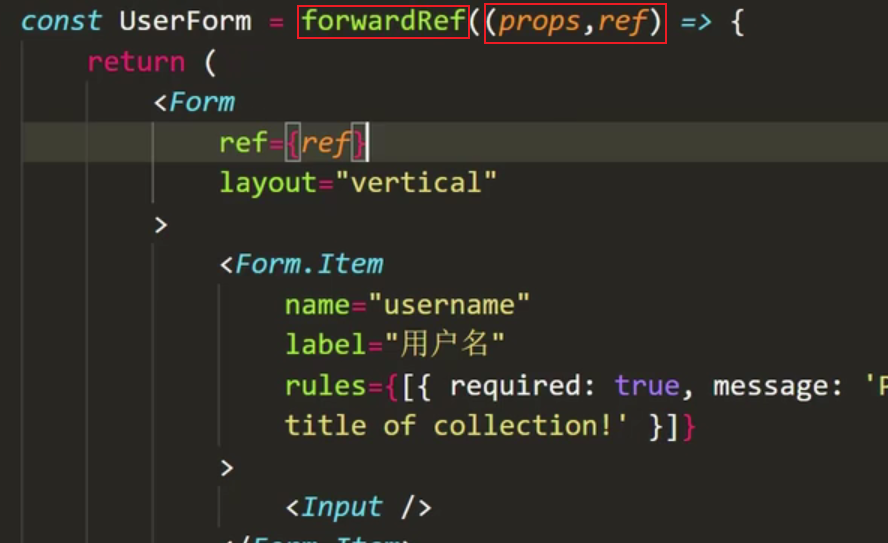 const UserForm = forwardRef((props,ref) => {
return (
<Form
ref={ref}
layout="vertical"
>
<Form.Item
name="username"
label="用户名"
rules={[{ required: true, message: 'P
title of collection!' }]}
>
<Input />
</Form.Item>